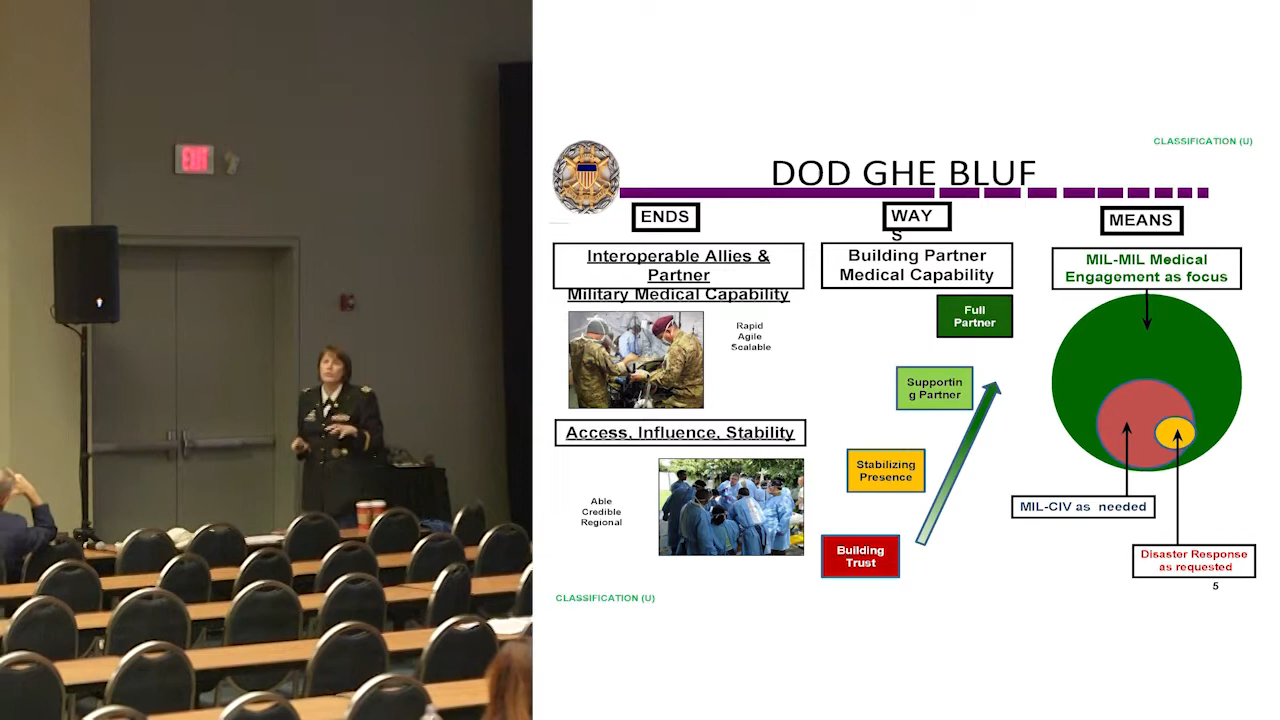 EXIT
CLASSIFICATION (U)
DOD GHE BLUF
ENDS
WAY
S
MEANS
Interoperable Allies &
Partner
Military Medical Capability
Rapid
Agile
Scalable
Access, Influence, Stability
Able
Credible
Regional
Building Partner
Medical Capability
Full
Partner
Supportin
g Partner
Stabilizing
Presence
Building
Trust
MIL-MIL Medical
Engagement as focus
MIL-CIV as needed
Disaster Response
as requested
5
CLASSIFICATION (U)